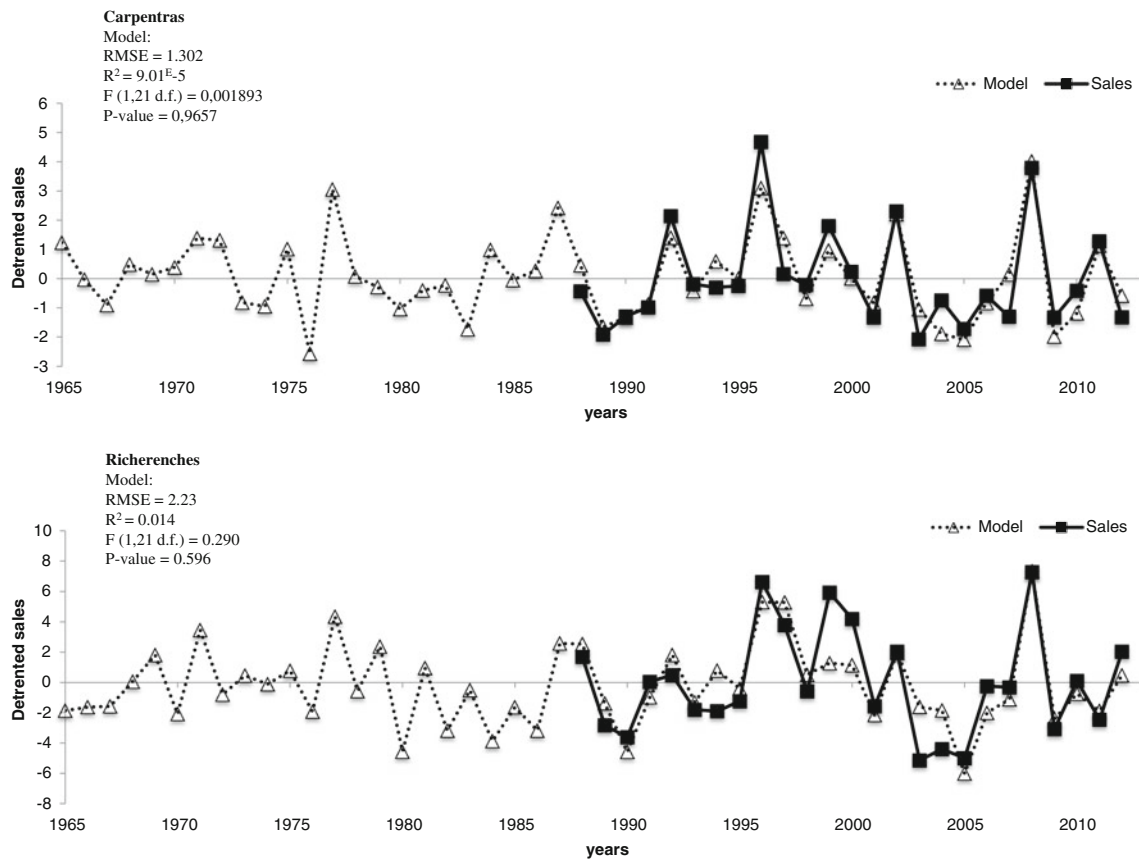 Carpentras
Model:
RMSE = 1.302
R² = 9.01ᴱ-5
F (1,21 d.f.) = 0,001893
P-value = 0,9657
Model Sales
6
5
4
3
2
1
0
-1
-2
-3
Detrented sales
1965 1970 1975 1980 1985 1990 1995 2000 2005 2010
years
Richerenches
Model:
RMSE = 2.23
R² = 0.014
F (1,21 d.f.) = 0.290
P-value = 0.596
Model Sales
10
8
6
4
2
0
-2
-4
-6
-8
Detrented sales
1965 1970 1975 1980 1985 1990 1995 2000 2005 2010
years